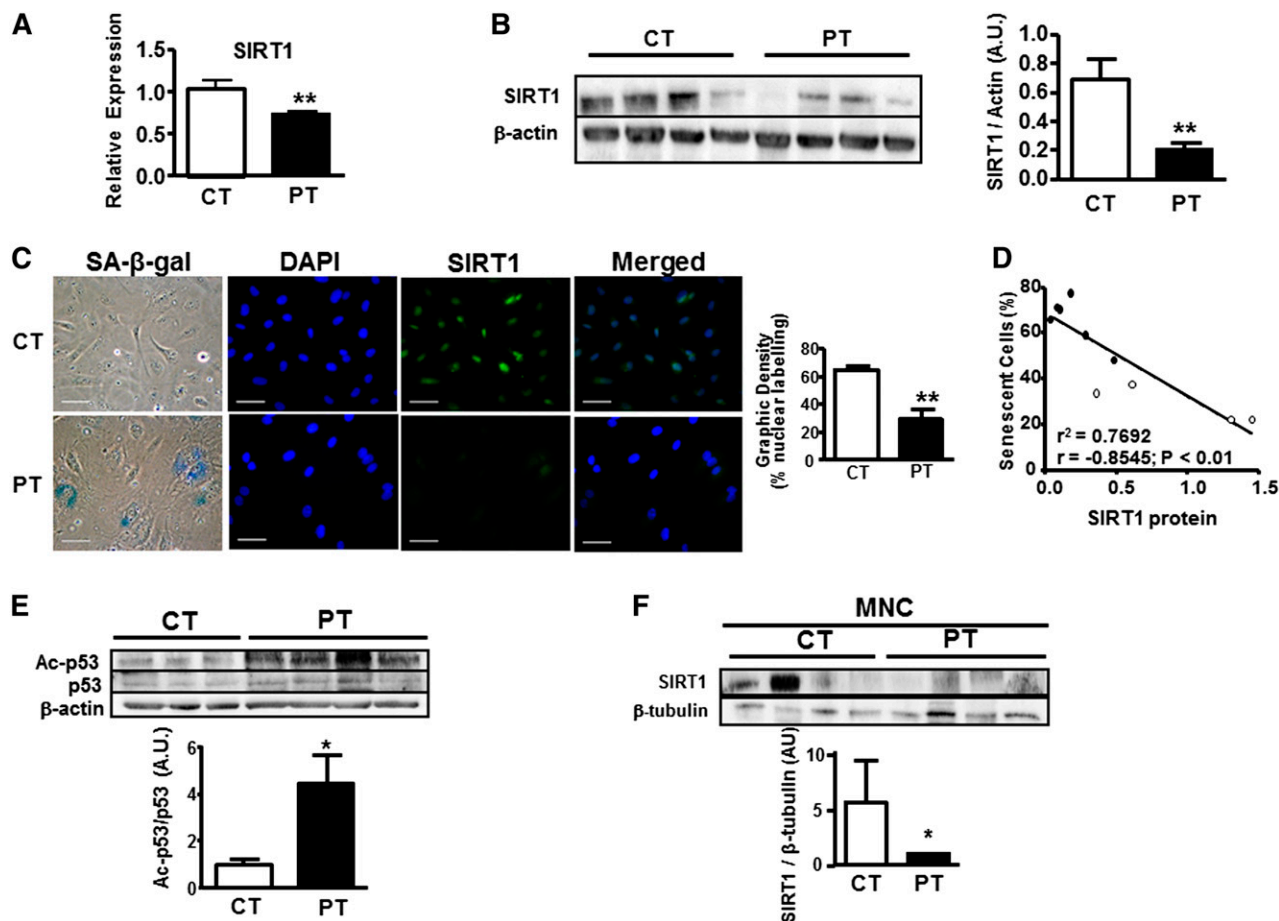 A
SIRT1
Relative Expression
1.5
1.0
0.5
0.0
**
CT
PT
B
CT
PT
SIRT1
β-actin
SIRT1 / Actin (A.U.)
1.0
0.8
0.6
0.4
0.2
0
**
CT
PT
C
SA-β-gal
DAPI
SIRT1
Merged
CT
PT
Graphic Density
(% nuclear labelling)
80
60
40
20
0
**
CT
PT
D
Senescent Cells (%)
80
60
40
20
0
r² = 0.7692
r = -0.8545; P < 0.01
0.0
0.5
1.0
1.5
SIRT1 protein
E
CT
PT
Ac-p53
p53
β-actin
Ac-p53/p53 (A.U.)
6
4
2
0
*
CT
PT
F
MNC
CT
PT
SIRT1
β-tubulin
SIRT1 / β-tubulin (AU)
10
5
0
*
CT
PT